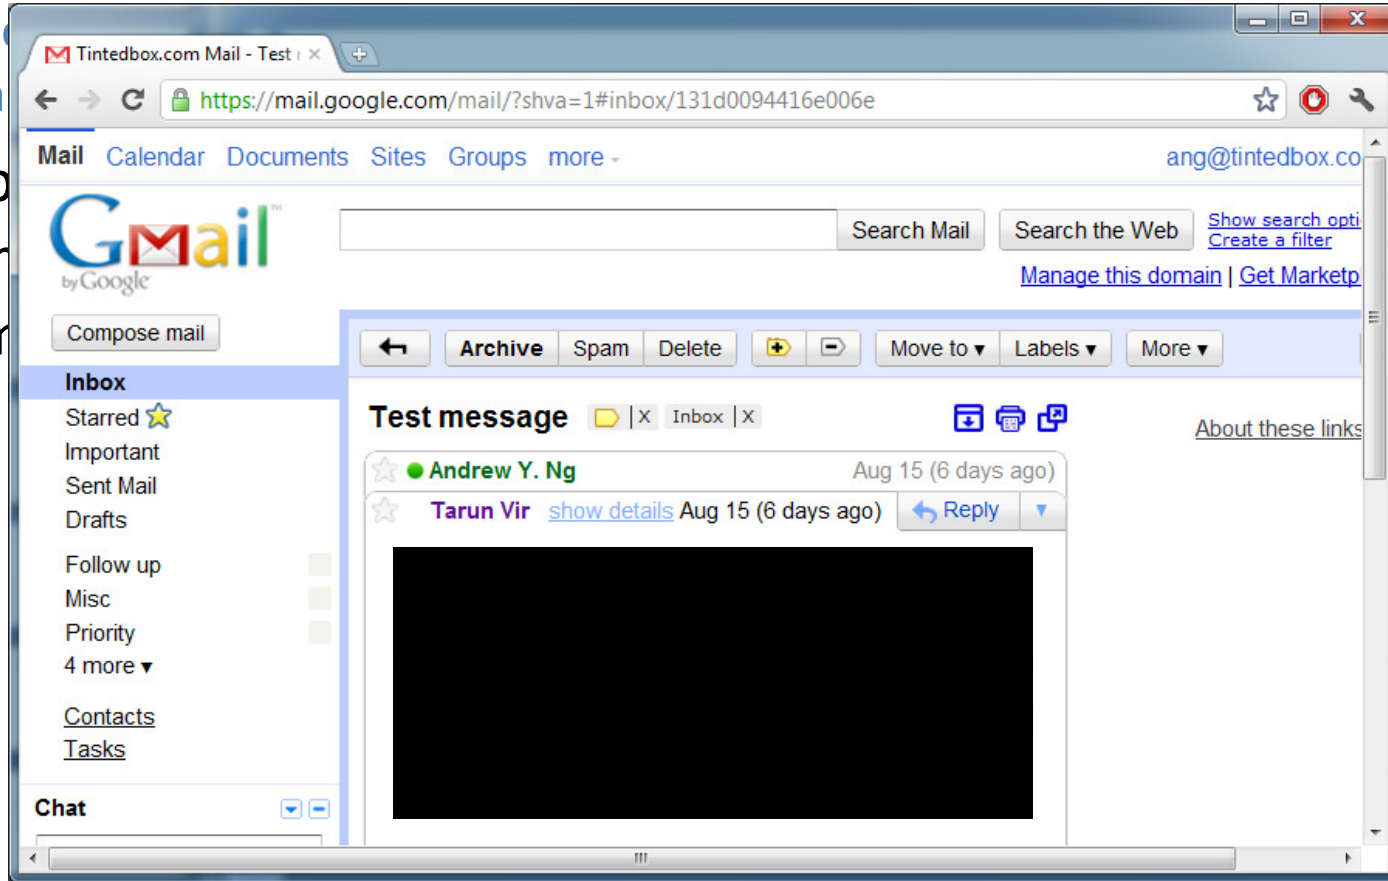 Tintedbox.com Mail - Test
https://mail.google.com/mail/?shva=1#inbox/131d0094416e006e
Mail Calendar Documents Sites Groups more
ang@tintedbox.co
Gmail™
by Google
Search Mail Search the Web Show search opti
Create a filter
Manage this domain | Get Marketp
Compose mail
Archive Spam Delete Move to ▾ Labels ▾ More ▾
Inbox
Starred
Important
Sent Mail
Drafts
Follow up
Misc
Priority
4 more ▾
Contacts
Tasks
Chat
Test message | X Inbox | X
About these links
Andrew Y. Ng Aug 15 (6 days ago)
Tarun Vir show details Aug 15 (6 days ago) Reply ▾